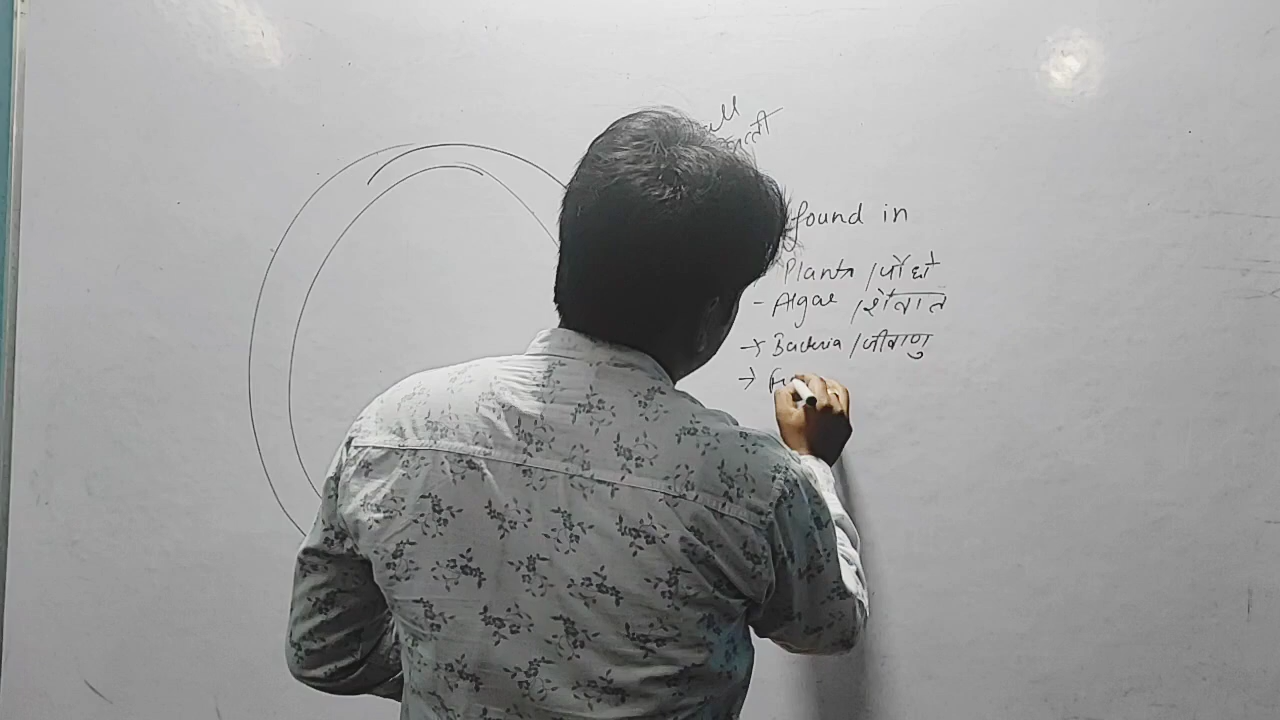 found in
Plants / पौधों
- Algae / शैवाल
→ Bacteria / जीवाणु
→